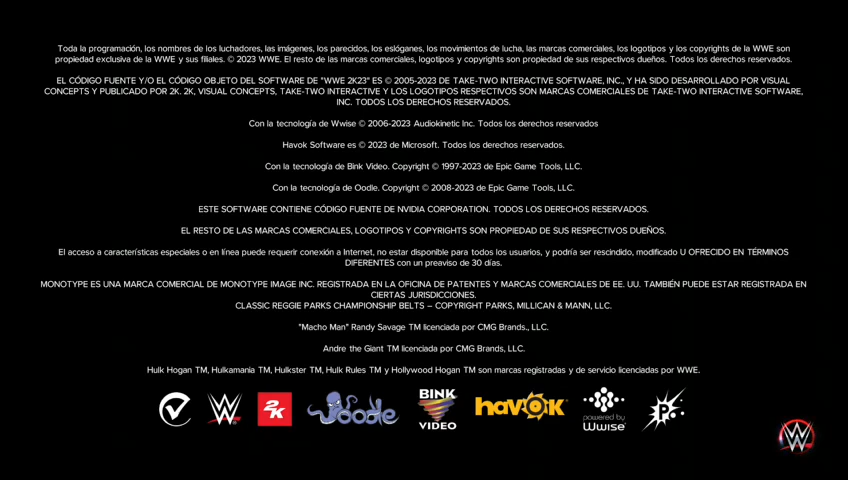 Toda la programación, los nombres de los luchadores, las imágenes, los parecidos, los eslóganes, los movimientos de lucha, las marcas comerciales, los logotipos y los copyrights de la WWE son
propiedad exclusiva de la WWE y sus filiales. © 2023 WWE. El resto de las marcas comerciales, logotipos y copyrights son propiedad de sus respectivos dueños. Todos los derechos reservados.
EL CÓDIGO FUENTE Y/O EL CÓDIGO OBJETO DEL SOFTWARE DE "WWE 2K23" ES © 2005-2023 DE TAKE-TWO INTERACTIVE SOFTWARE, INC., Y HA SIDO DESARROLLADO POR VISUAL
CONCEPTS Y PUBLICADO POR 2K. 2K, VISUAL CONCEPTS, TAKE-TWO INTERACTIVE Y LOS LOGOTIPOS RESPECTIVOS SON MARCAS COMERCIALES DE TAKE-TWO INTERACTIVE SOFTWARE,
INC. TODOS LOS DERECHOS RESERVADOS.
Con la tecnología de Wwise © 2006-2023 Audiokinetic Inc. Todos los derechos reservados
Havok Software es © 2023 de Microsoft. Todos los derechos reservados.
Con la tecnología de Bink Video. Copyright © 1997-2023 de Epic Game Tools, LLC.
Con la tecnología de Oodle. Copyright © 2008-2023 de Epic Game Tools, LLC.
ESTE SOFTWARE CONTIENE CÓDIGO FUENTE DE NVIDIA CORPORATION. TODOS LOS DERECHOS RESERVADOS.
EL RESTO DE LAS MARCAS COMERCIALES, LOGOTIPOS Y COPYRIGHTS SON PROPIEDAD DE SUS RESPECTIVOS DUEÑOS.
El acceso a características especiales o en línea puede requerir conexión a Internet, no estar disponible para todos los usuarios, y podría ser rescindido, modificado U OFRECIDO EN TÉRMINOS
DIFERENTES con un preaviso de 30 días.
MONOTYPE ES UNA MARCA COMERCIAL DE MONOTYPE IMAGE INC. REGISTRADA EN LA OFICINA DE PATENTES Y MARCAS COMERCIALES DE EE. UU. TAMBIÉN PUEDE ESTAR REGISTRADA EN
CIERTAS JURISDICCIONES.
CLASSIC REGGIE PARKS CHAMPIONSHIP BELTS – COPYRIGHT PARKS, MILLICAN & MANN, LLC.
"Macho Man" Randy Savage TM licenciada por CMG Brands., LLC.
Andre the Giant TM licenciada por CMG Brands, LLC.
Hulk Hogan TM, Hulkamania TM, Hulkster TM, Hulk Rules TM y Hollywood Hogan TM son marcas registradas y de servicio licenciadas por WWE.
W 2K oodle BINK VIDEO havok powered by Wwise P
W